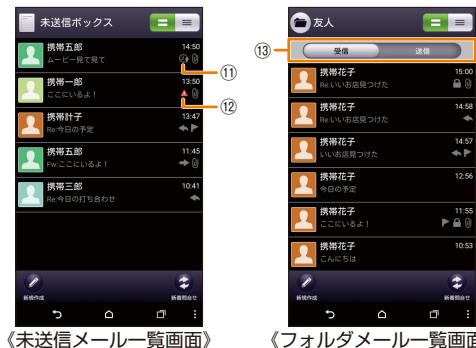 未送信ボックス
携帯五郎 14:50
ムービー見て見て
携帯一郎 13:50
ここにいるよ！
携帯計子 13:47
Re:今日の予定
携帯五郎 11:45
Fw:ここにいるよ！
携帯三郎 10:41
Re:今日の打ち合わせ
新規作成 新着問合せ
⑪
⑫
《未送信メール一覧画面》
⑬
友人
受信 送信
携帯花子 15:00
Re:いいお店見つけた
携帯花子 14:58
Re:いいお店見つけた
携帯花子 14:57
いいお店見つけた
携帯花子 12:56
今日の予定
携帯花子 11:55
ここにいるよ！
携帯花子 10:53
こんにちは
新規作成 新着問合せ
《フォルダメール一覧画面